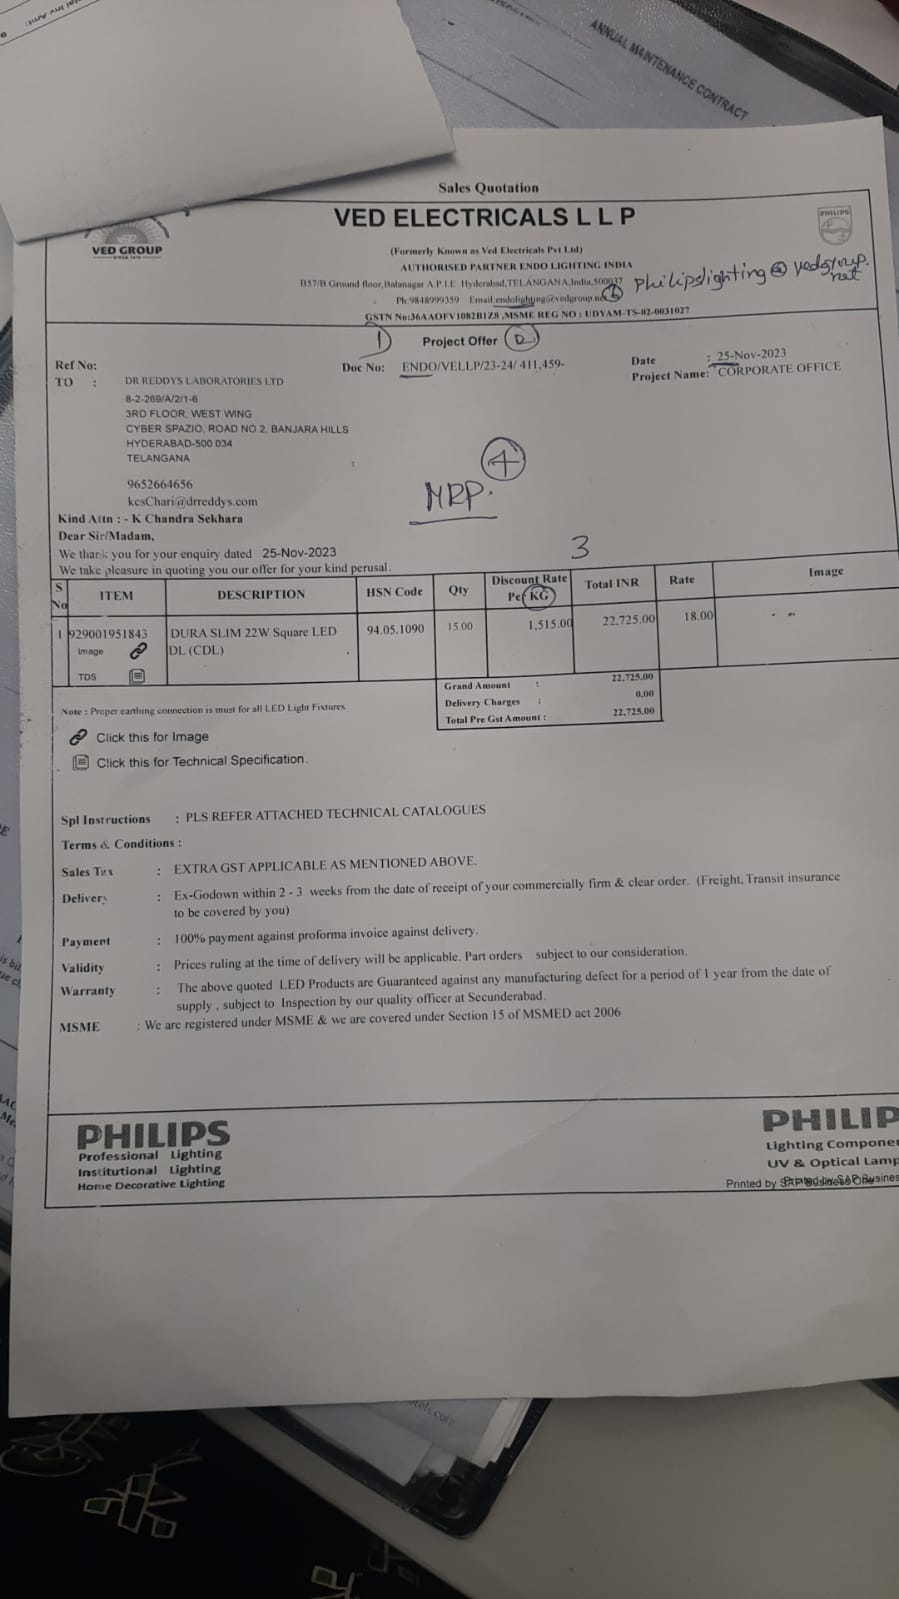 ANNUAL MAINTENANCE CONTRACT
Sales Quotation
VED GROUP
VED ELECTRICALS L L P
PHILIPS
(Formerly Known as Ved Electricals Pvt Ltd)
AUTHORISED PARTNER ENDO LIGHTING INDIA
B57/B Ground floor,Balanagar A.P.I.E Hyderabad,TELANGANA,India,500037
philipslighting@vedgroup.net
Ph:9848999359 Email:endolighting@vedgroup.net
GSTN No:36AAOFV1082B1Z8 ,MSME REG NO : UDYAM-TS-02-0031027
1 Project Offer
Ref No:
Doc No: ENDO/VELLP/23-24/ 411,459-
Date : 25-Nov-2023
Project Name: CORPORATE OFFICE
TO : DR REDDYS LABORATORIES LTD
8-2-269/A/2/1-6
3RD FLOOR, WEST WING
CYBER SPAZIO, ROAD NO 2, BANJARA HILLS
HYDERABAD-500 034
TELANGANA
9652664656
kcsChari@drreddys.com
4
MRP.
Kind Attn : - K Chandra Sekhara
Dear Sir/Madam,
We thank you for your enquiry dated 25-Nov-2023
We take pleasure in quoting you our offer for your kind perusal.
3
S No ITEM DESCRIPTION HSN Code Qty Discount Rate Per KG Total INR Rate Image
1 929001951843 DURA SLIM 22W Square LED DL (CDL) 94.05.1090 15.00 1,515.00 22,725.00 18.00
Image
TDS
Grand Amount : 22,725.00
Delivery Charges : 0.00
Total Pre Gst Amount : 22,725.00
Note : Proper earthing connection is must for all LED Light Fixtures
Click this for Image
Click this for Technical Specification.
Spl Instructions : PLS REFER ATTACHED TECHNICAL CATALOGUES
Terms & Conditions :
Sales Tax : EXTRA GST APPLICABLE AS MENTIONED ABOVE.
Delivery : Ex-Godown within 2 - 3 weeks from the date of receipt of your commercially firm & clear order. (Freight, Transit insurance
to be covered by you)
Payment : 100% payment against proforma invoice against delivery.
Validity : Prices ruling at the time of delivery will be applicable. Part orders subject to our consideration.
Warranty : The above quoted LED Products are Guaranteed against any manufacturing defect for a period of 1 year from the date of
supply , subject to Inspection by our quality officer at Secunderabad.
MSME : We are registered under MSME & we are covered under Section 15 of MSMED act 2006
PHILIPS
Professional Lighting
Institutional Lighting
Home Decorative Lighting
PHILIP
Lighting Compone
UV & Optical Lamp
Printed by SAP Business One